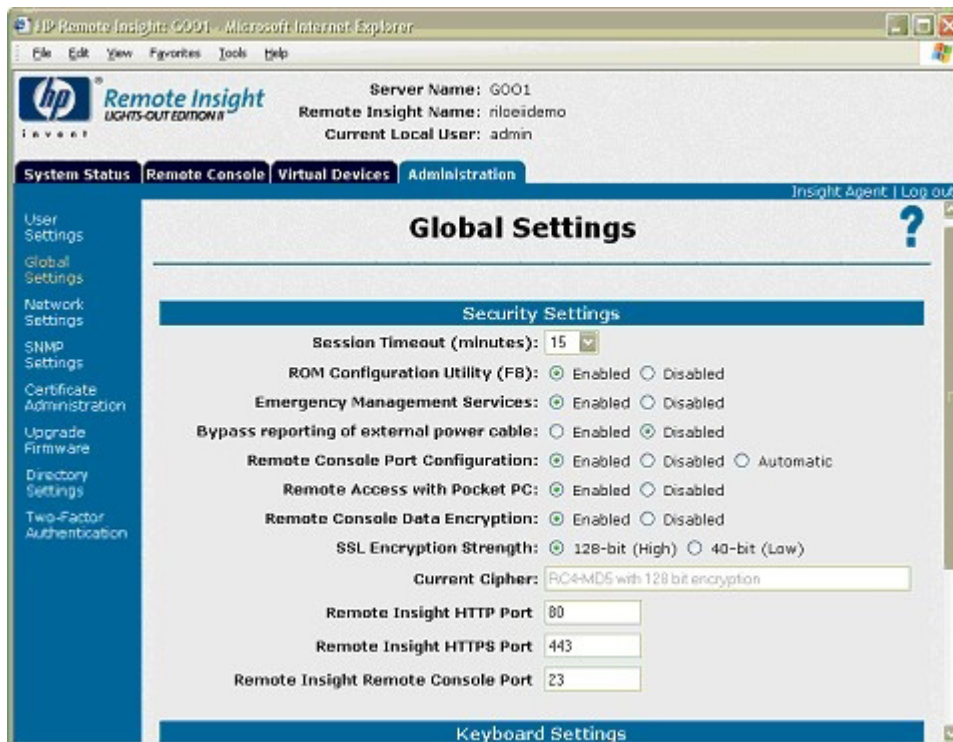 HP Remote Insight: GOO1 - Microsoft Internet Explorer
File Edit View Favorites Tools Help
hp
invent
Remote Insight
LIGHTS-OUT EDITION II
Server Name: GOO1
Remote Insight Name: riloeiidemo
Current Local User: admin
System Status Remote Console Virtual Devices Administration
Insight Agent | Log out
User
Settings
Global
Settings
Network
Settings
SNMP
Settings
Certificate
Administration
Upgrade
Firmware
Directory
Settings
Two-Factor
Authentication
Global Settings
?
Security Settings
Session Timeout (minutes): 15
ROM Configuration Utility (F8): Enabled Disabled
Emergency Management Services: Enabled Disabled
Bypass reporting of external power cable: Enabled Disabled
Remote Console Port Configuration: Enabled Disabled Automatic
Remote Access with Pocket PC: Enabled Disabled
Remote Console Data Encryption: Enabled Disabled
SSL Encryption Strength: 128-bit (High) 40-bit (Low)
Current Cipher: RC4-MD5 with 128 bit encryption
Remote Insight HTTP Port 80
Remote Insight HTTPS Port 443
Remote Insight Remote Console Port 23
Keyboard Settings